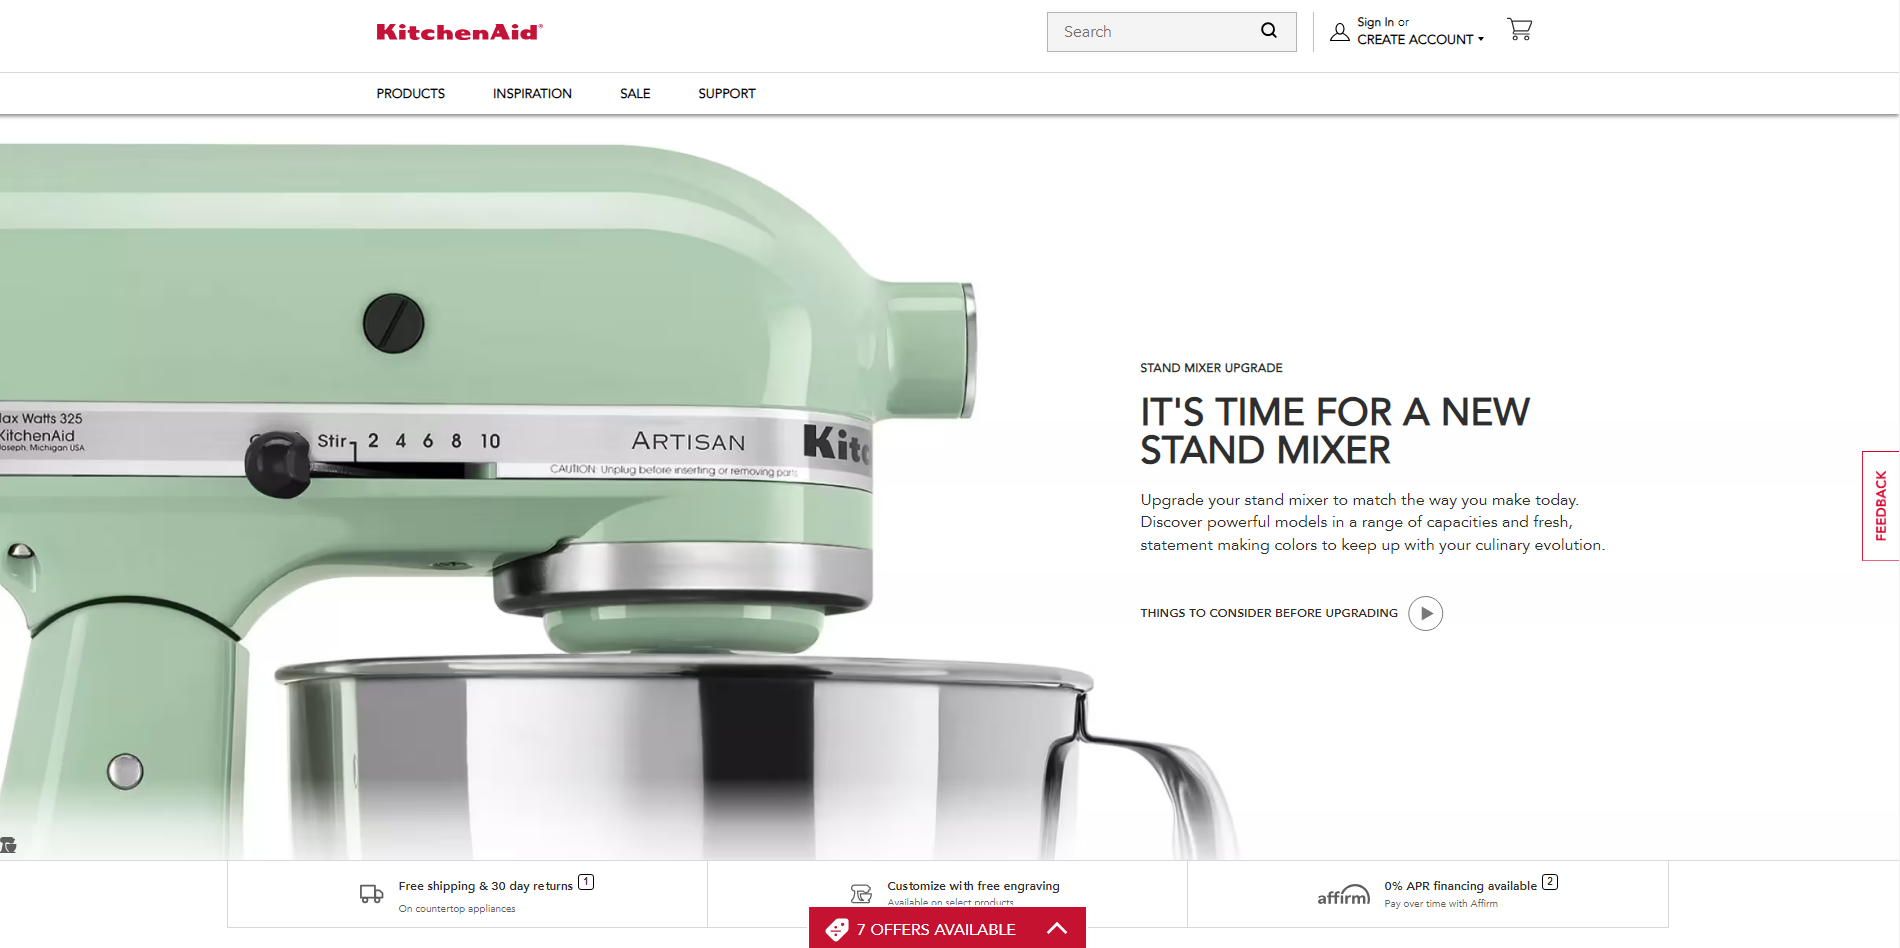 KitchenAid
Search
Sign In or
CREATE ACCOUNT
PRODUCTS INSPIRATION SALE SUPPORT
Watts 325
KitchenAid
Joseph, Michigan USA
Stir 2 4 6 8 10
ARTISAN
CAUTION: Unplug before inserting or removing parts
STAND MIXER UPGRADE
IT'S TIME FOR A NEW
STAND MIXER
Upgrade your stand mixer to match the way you make today.
Discover powerful models in a range of capacities and fresh,
statement making colors to keep up with your culinary evolution.
THINGS TO CONSIDER BEFORE UPGRADING
FEEDBACK
Free shipping & 30 day returns 1
On countertop appliances
Customize with free engraving
Available on select products
affirm
0% APR financing available 2
Pay over time with Affirm
7 OFFERS AVAILABLE